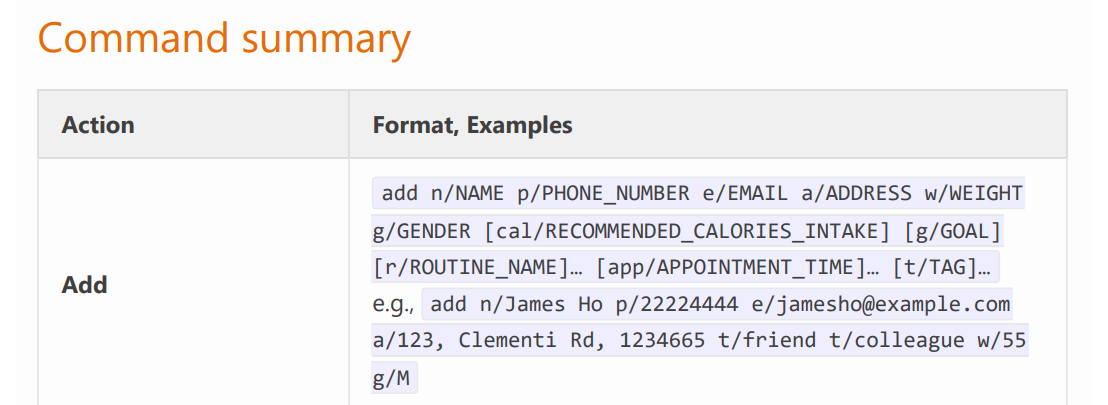 Command summary
Action
Format, Examples
Add
add n/NAME p/PHONE_NUMBER e/EMAIL a/ADDRESS w/WEIGHT
g/GENDER [cal/RECOMMENDED_CALORIES_INTAKE] [g/GOAL]
[r/ROUTINE_NAME]… [app/APPOINTMENT_TIME]… [t/TAG]…
e.g., add n/James Ho p/22224444 e/jamesho@example.com
a/123, Clementi Rd, 1234665 t/friend t/colleague w/55
g/M